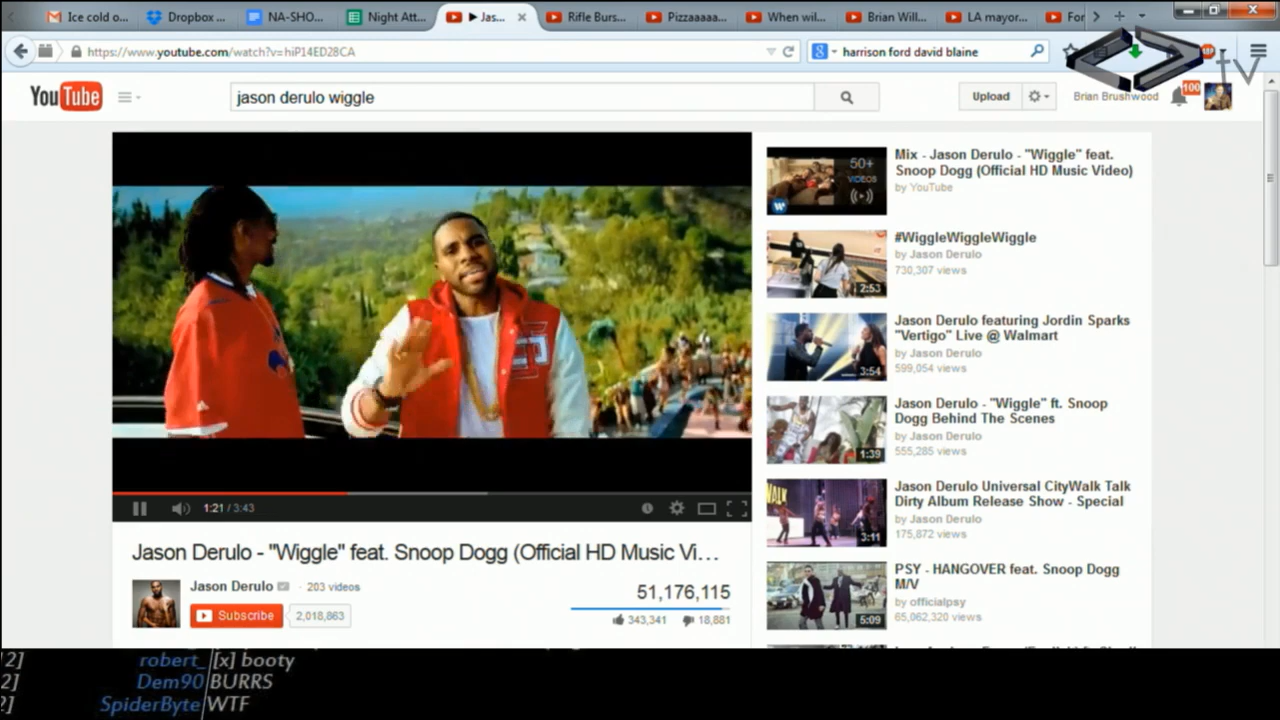 Ice cold o...
Dropbox ...
NA-SHO...
Night Att...
▶ Jas...
Rifle Burs...
Pizzaaaaa...
When wil...
Brian Will...
LA mayor...
For
https://www.youtube.com/watch?v=hiP14ED28CA
harrison ford david blaine
TV
YouTube
jason derulo wiggle
Upload
Brian Brushwood
100
50+
VIDEOS
Mix - Jason Derulo - "Wiggle" feat.
Snoop Dogg (Official HD Music Video)
by YouTube
2:53
#WiggleWiggleWiggle
by Jason Derulo
730,307 views
3:54
Jason Derulo featuring Jordin Sparks
"Vertigo" Live @ Walmart
by Jason Derulo
599,054 views
1:39
Jason Derulo - "Wiggle" ft. Snoop
Dogg Behind The Scenes
by Jason Derulo
555,285 views
WALK
3:11
Jason Derulo Universal CityWalk Talk
Dirty Album Release Show - Special
by Jason Derulo
175,872 views
5:09
PSY - HANGOVER feat. Snoop Dogg
M/V
by officialpsy
65,062,320 views
1:21 / 3:43
Jason Derulo - "Wiggle" feat. Snoop Dogg (Official HD Music Vi...
Jason Derulo · 203 videos
Subscribe 2,018,863
51,176,115
343,341 18,881
12] robert_ [x] booty
2] Dem90 BURRS
2] SpiderByte WTF